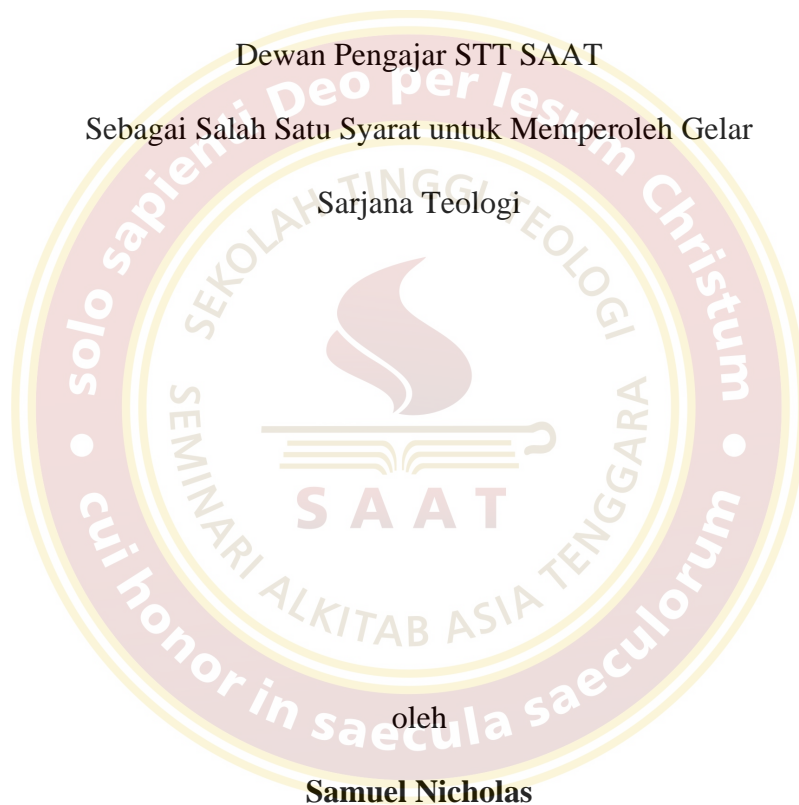 Dewan Pengajar STT SAAT
Sebagai Salah Satu Syarat untuk Memperoleh Gelar
Sarjana Teologi
solo sapienti Deo per Iesum Christum
SEKOLAH TINGGI TEOLOGI
SAAT
SEMINARI ALKITAB ASIA TENGGARA
cui honor in saecula saeculorum
oleh
Samuel Nicholas